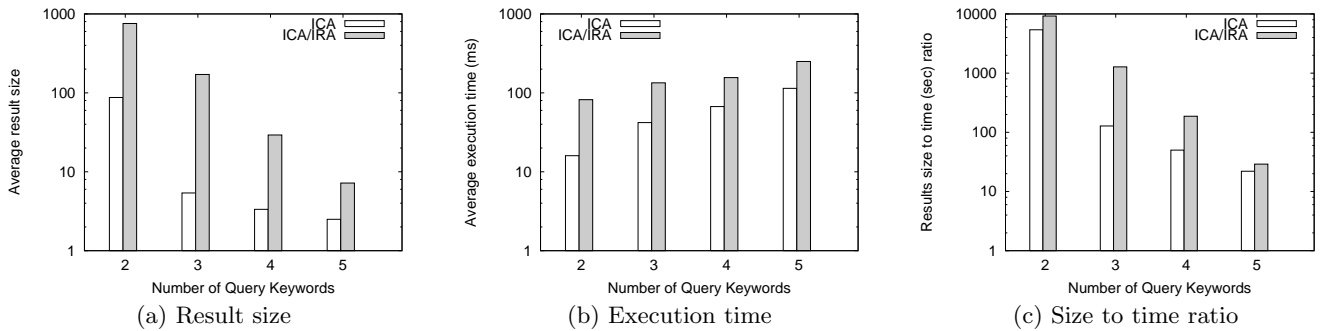 Average result size
1000
100
10
1
ICA
ICA/IRA
2 3 4 5
Number of Query Keywords
(a) Result size
Average execution time (ms)
1000
100
10
1
ICA
ICA/IRA
2 3 4 5
Number of Query Keywords
(b) Execution time
Results size to time (sec) ratio
10000
1000
100
10
1
ICA
ICA/IRA
2 3 4 5
Number of Query Keywords
(c) Size to time ratio